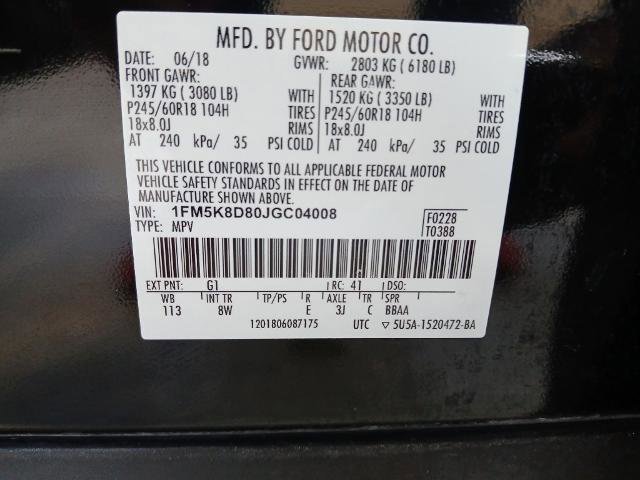 MFD. BY FORD MOTOR CO.
DATE: 06/18 GVWR: 2803 KG ( 6180 LB)
FRONT GAWR: REAR GAWR:
1397 KG ( 3080 LB) WITH 1520 KG ( 3350 LB) WITH
P245/60R18 104H TIRES P245/60R18 104H TIRES
18x8.0J RIMS 18x8.0J RIMS
AT 240 kPa/ 35 PSI COLD AT 240 kPa/ 35 PSI COLD
THIS VEHICLE CONFORMS TO ALL APPLICABLE FEDERAL MOTOR
VEHICLE SAFETY STANDARDS IN EFFECT ON THE DATE OF
MANUFACTURE SHOWN ABOVE.
VIN: 1FM5K8D80JGC04008 F0228
TYPE: MPV T0388
EXT PNT: G1 RC: 41 DSO:
WB INT TR TP/PS R AXLE TR SPR
113 8W E 3J C BBAA
1201806087175 UTC ▽ 5U5A-1520472-BA